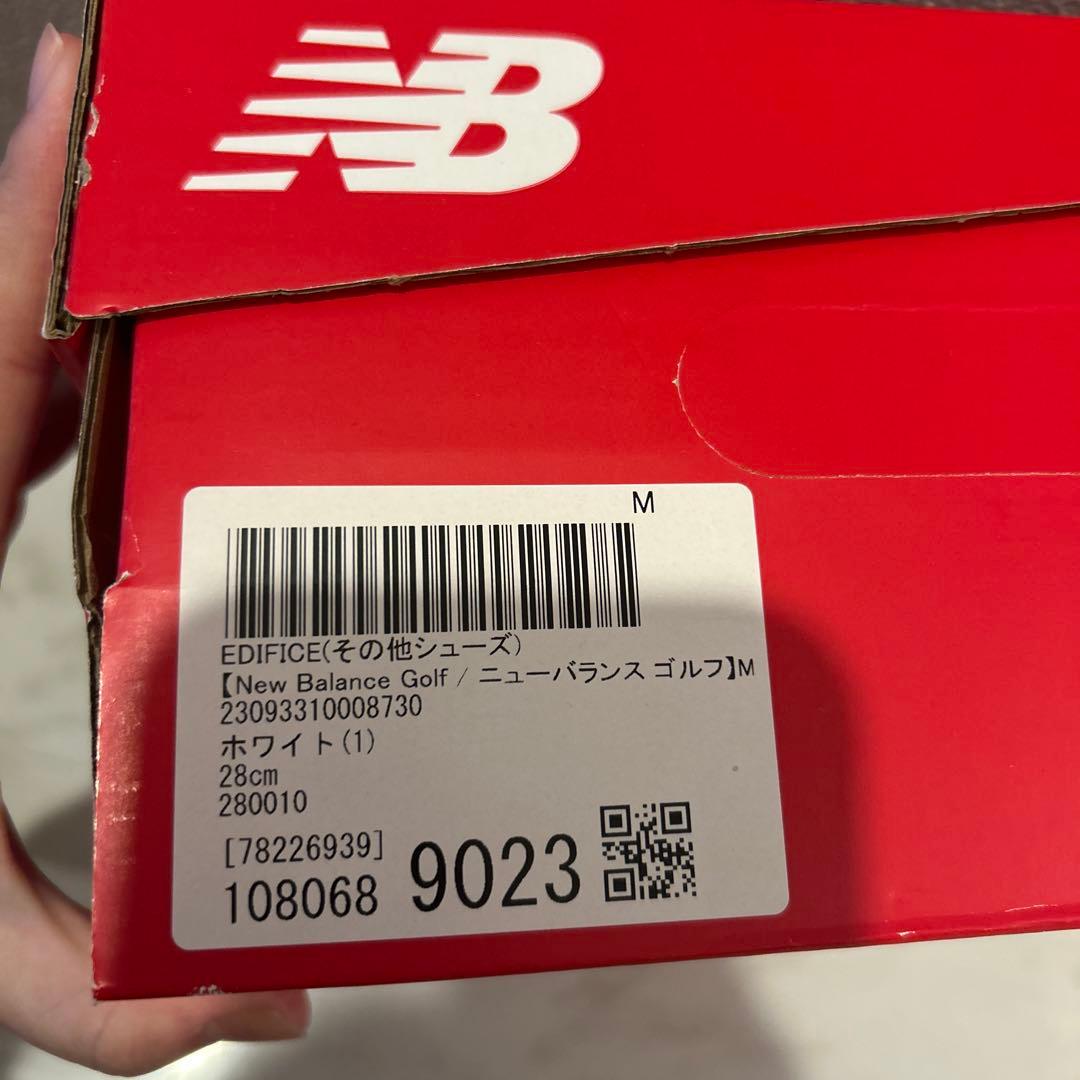 NB
M
EDIFICE(その他シューズ)
【New Balance Golf / ニューバランス ゴルフ】M
23093310008730
ホワイト(1)
28cm
280010
[78226939]
108068 9023